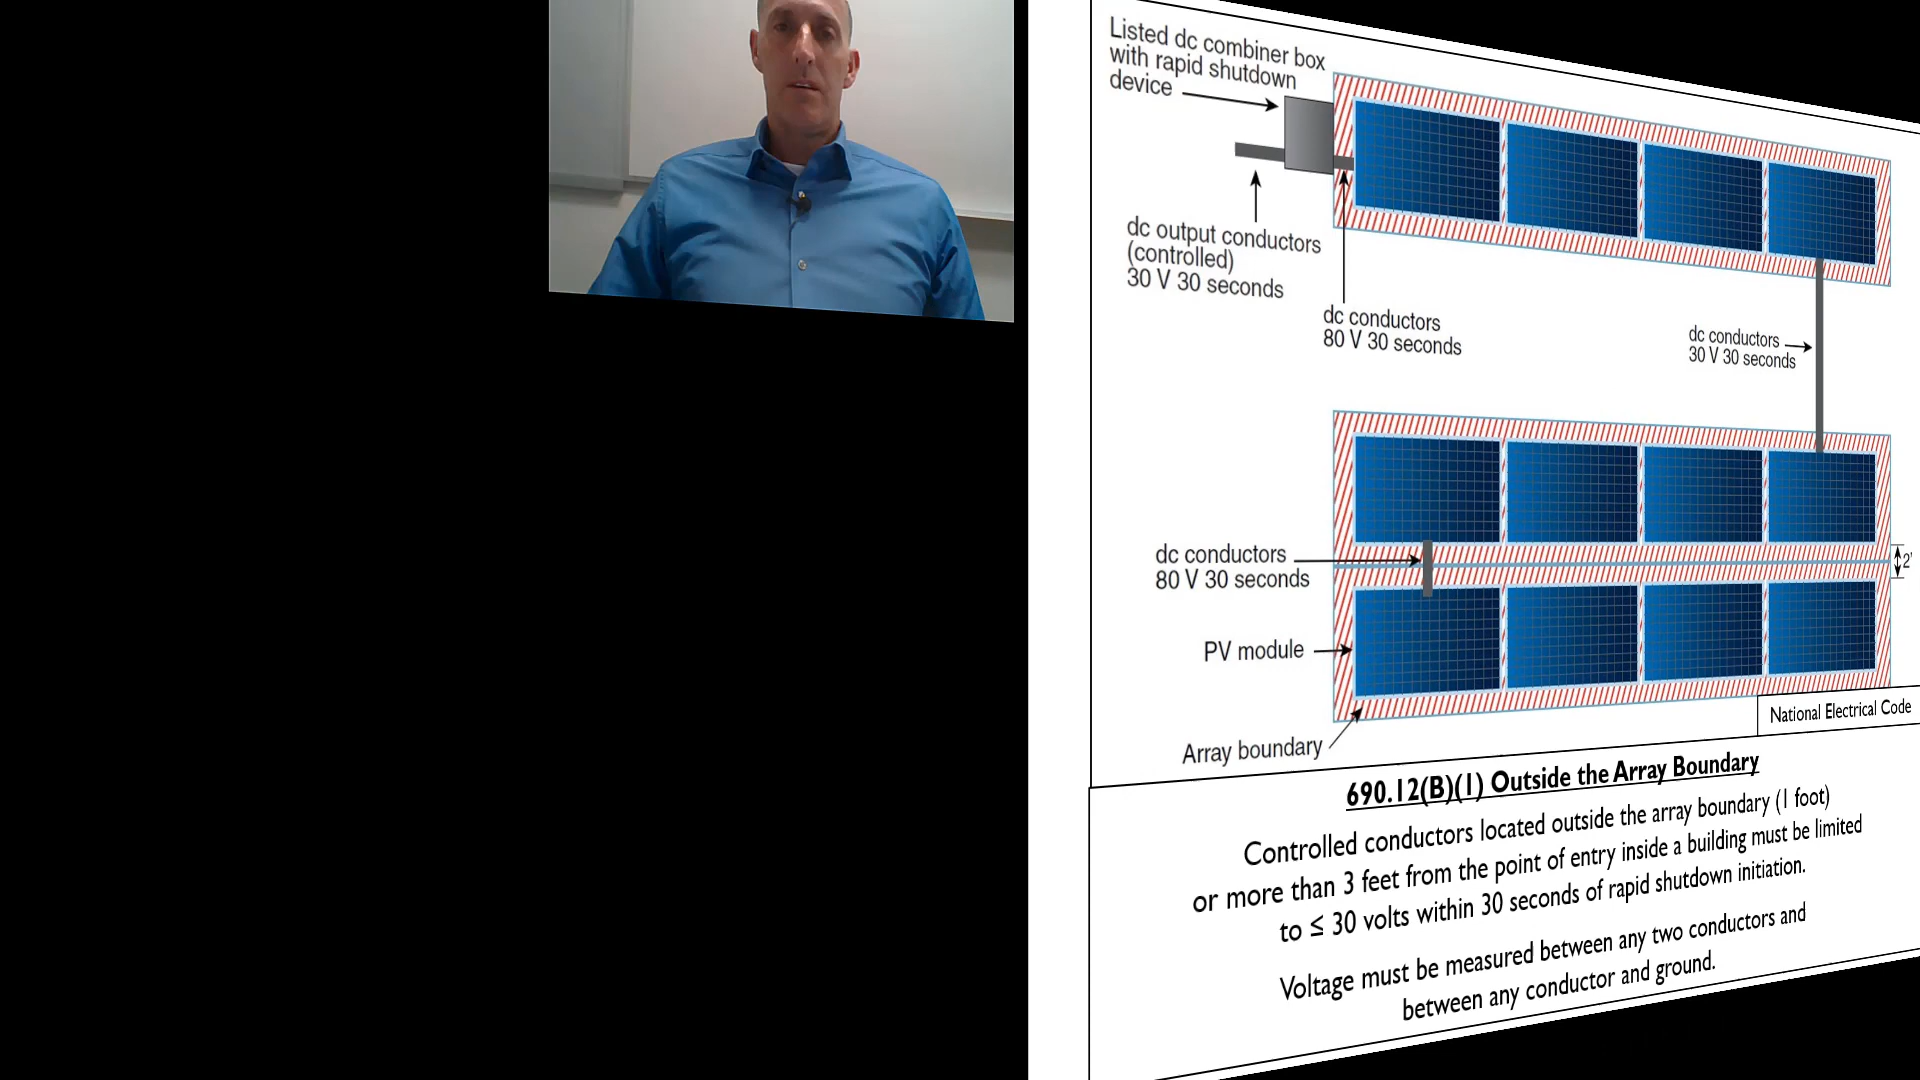 Listed dc combiner box
with rapid shutdown
device
dc output conductors
(controlled)
30 V 30 seconds
dc conductors
80 V 30 seconds
dc conductors
30 V 30 seconds
dc conductors
80 V 30 seconds
2'
PV module
Array boundary
National Electrical Code
690.12(B)(1) Outside the Array Boundary
Controlled conductors located outside the array boundary (1 foot)
or more than 3 feet from the point of entry inside a building must be limited
to ≤ 30 volts within 30 seconds of rapid shutdown initiation.
Voltage must be measured between any two conductors and
between any conductor and ground.